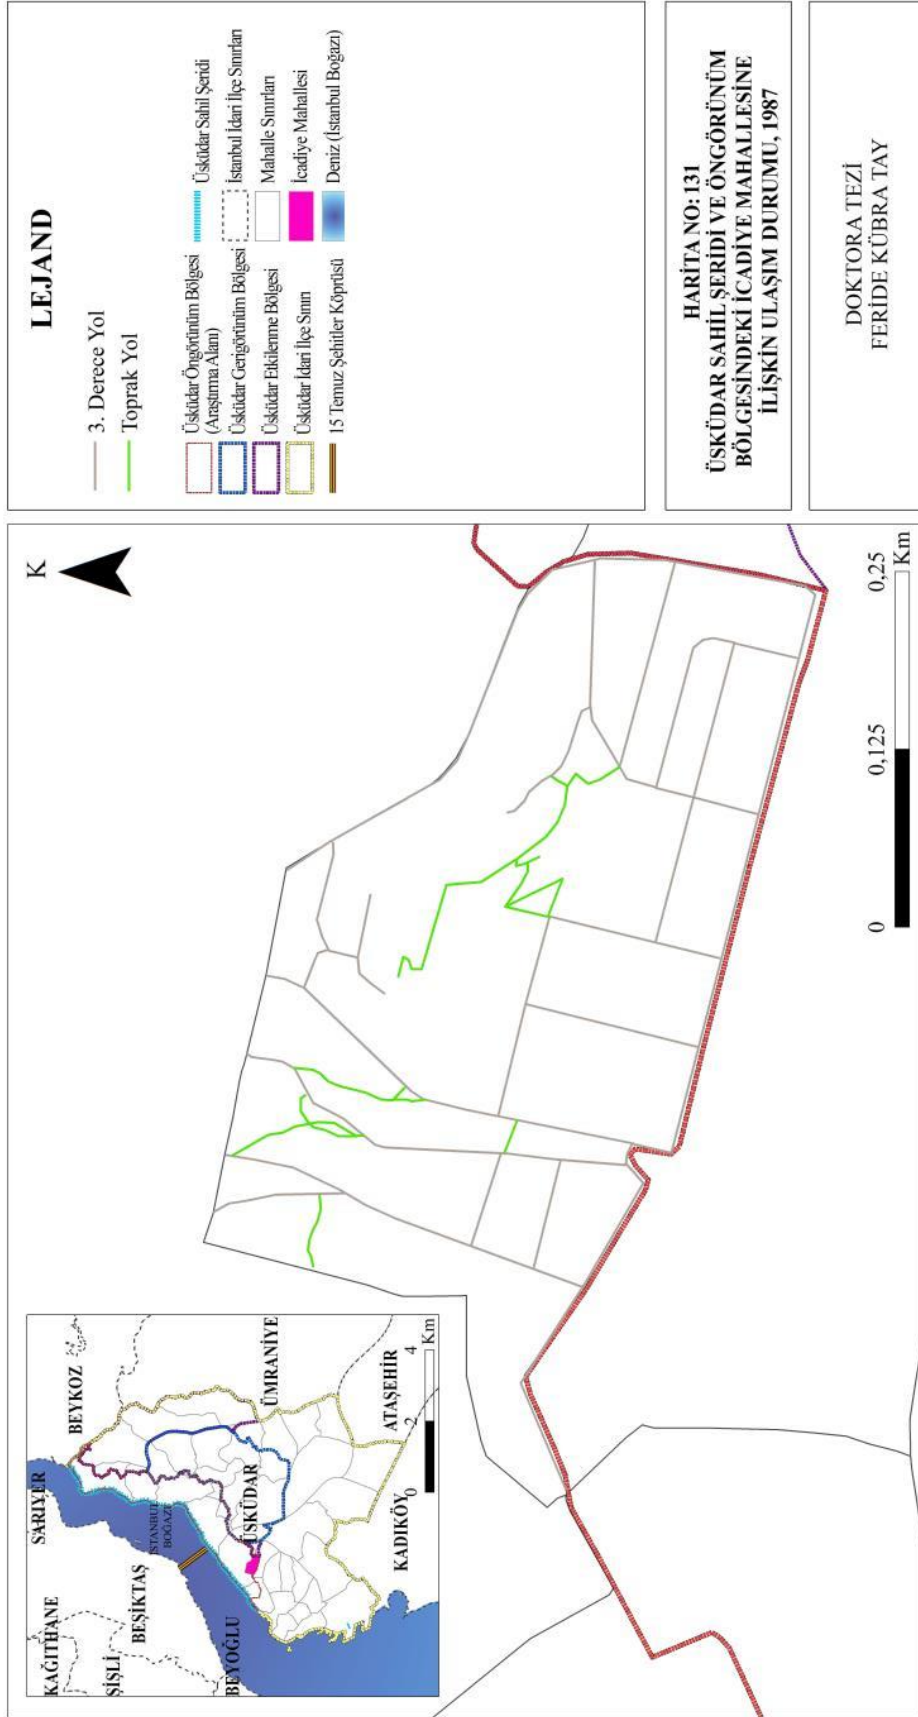 KAĞITHANE
SARIYER
ŞİŞLİ
BEYKOZ
BEŞİKTAŞ
İSTANBUL
BOĞAZI
BEYOĞLU
ÜSKÜDAR
ÜMRANİYE
KADIKÖY
ATAŞEHİR
0 2 4
Km
K
0 0,125 0,25
Km
LEJAND
3. Derece Yol
Toprak Yol
Üsküdar Öngörünüm Bölgesi
(Araştırma Alanı)
Üsküdar Gerigörünüm Bölgesi
Üsküdar Etkilenme Bölgesi
Üsküdar İdari İlçe Sınırı
15 Temuz Şehitler Köprüsü
Üsküdar Sahil Şeridi
İstanbul İdari İlçe Sınırları
Mahalle Sınırları
İcadiye Mahallesi
Deniz (İstanbul Boğazı)
HARİTA NO: 131
ÜSKÜDAR SAHİL ŞERİDİ VE ÖNGÖRÜNÜM
BÖLGESİNDEKİ İCADİYE MAHALLESİNE
İLİŞKİN ULAŞIM DURUMU, 1987
DOKTORA TEZİ
FERİDE KÜBRA TAY